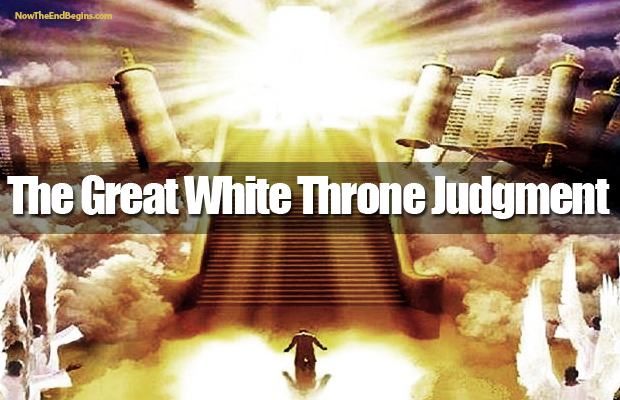 NowTheEndBegins.com
The Great White Throne Judgment